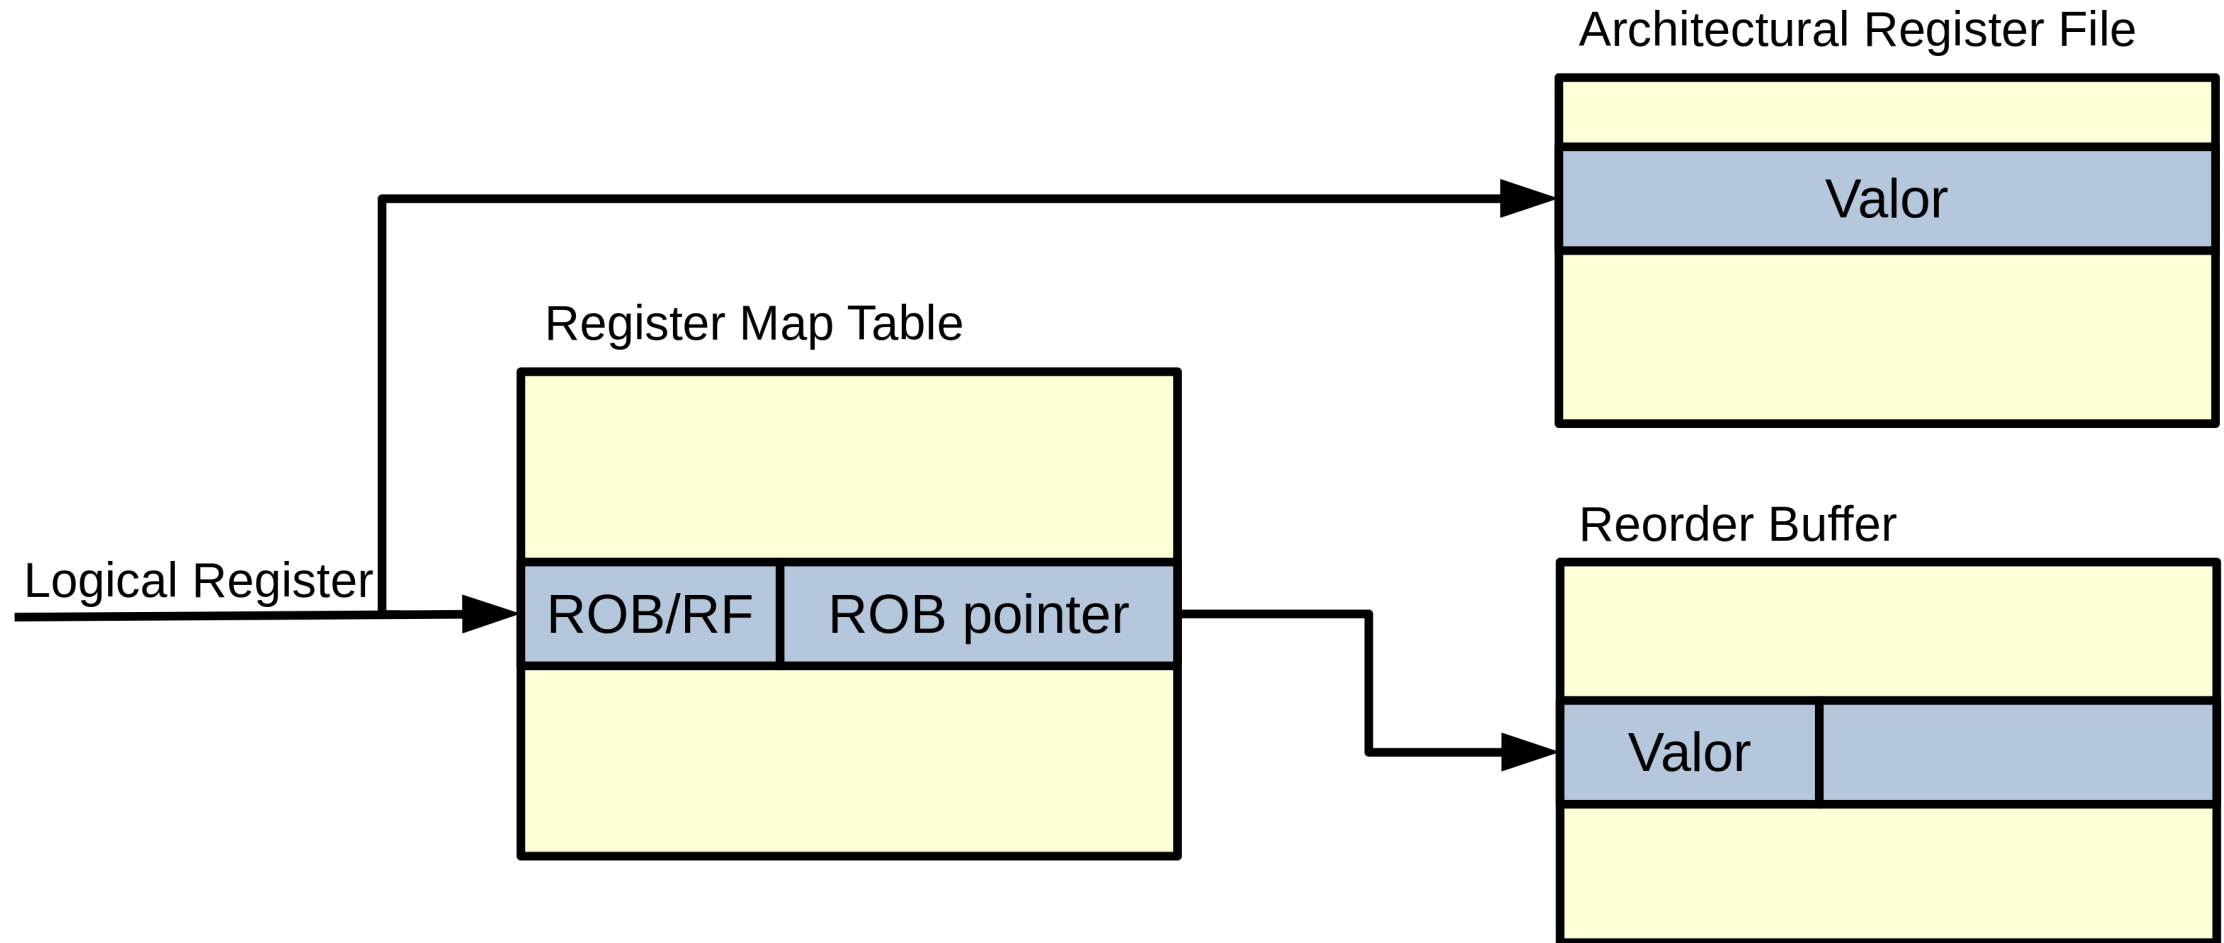 Architectural Register File
Valor
Register Map Table
Logical Register
ROB/RF
ROB pointer
Reorder Buffer
Valor